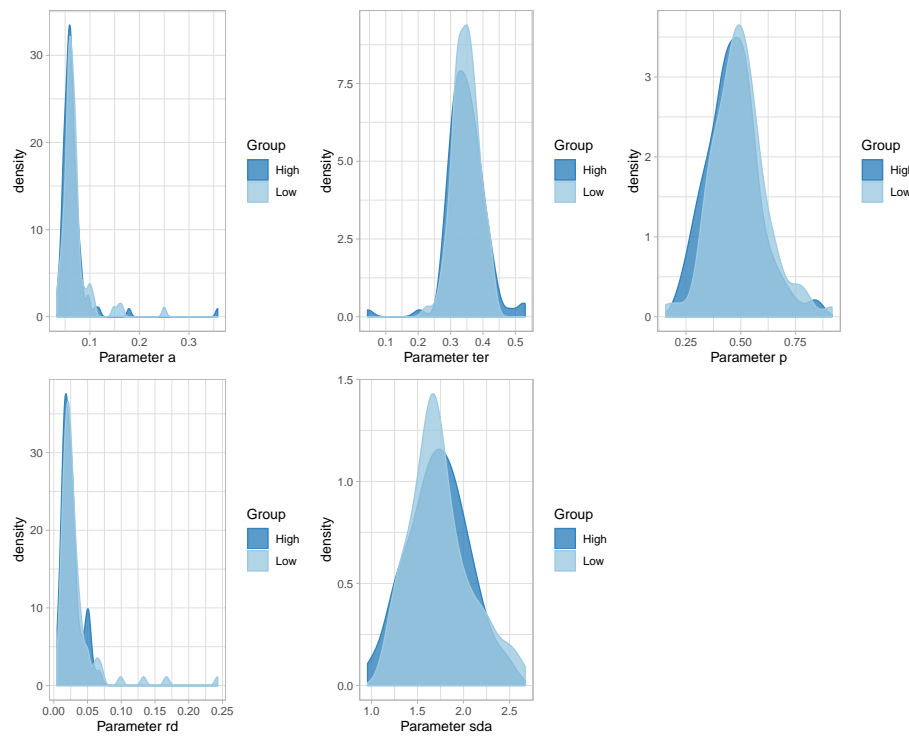 density
30
20
10
0
0.1
0.2
0.3
Parameter a
Group
High
Low
density
7.5
5.0
2.5
0.0
0.1
0.2
0.3
0.4
0.5
Parameter ter
Group
High
Low
density
3
2
1
0
0.25
0.50
0.75
Parameter p
Group
High
Low
density
30
20
10
0
0.00
0.05
0.10
0.15
0.20
0.25
Parameter rd
Group
High
Low
density
1.5
1.0
0.5
0.0
1.0
1.5
2.0
2.5
Parameter sda
Group
High
Low